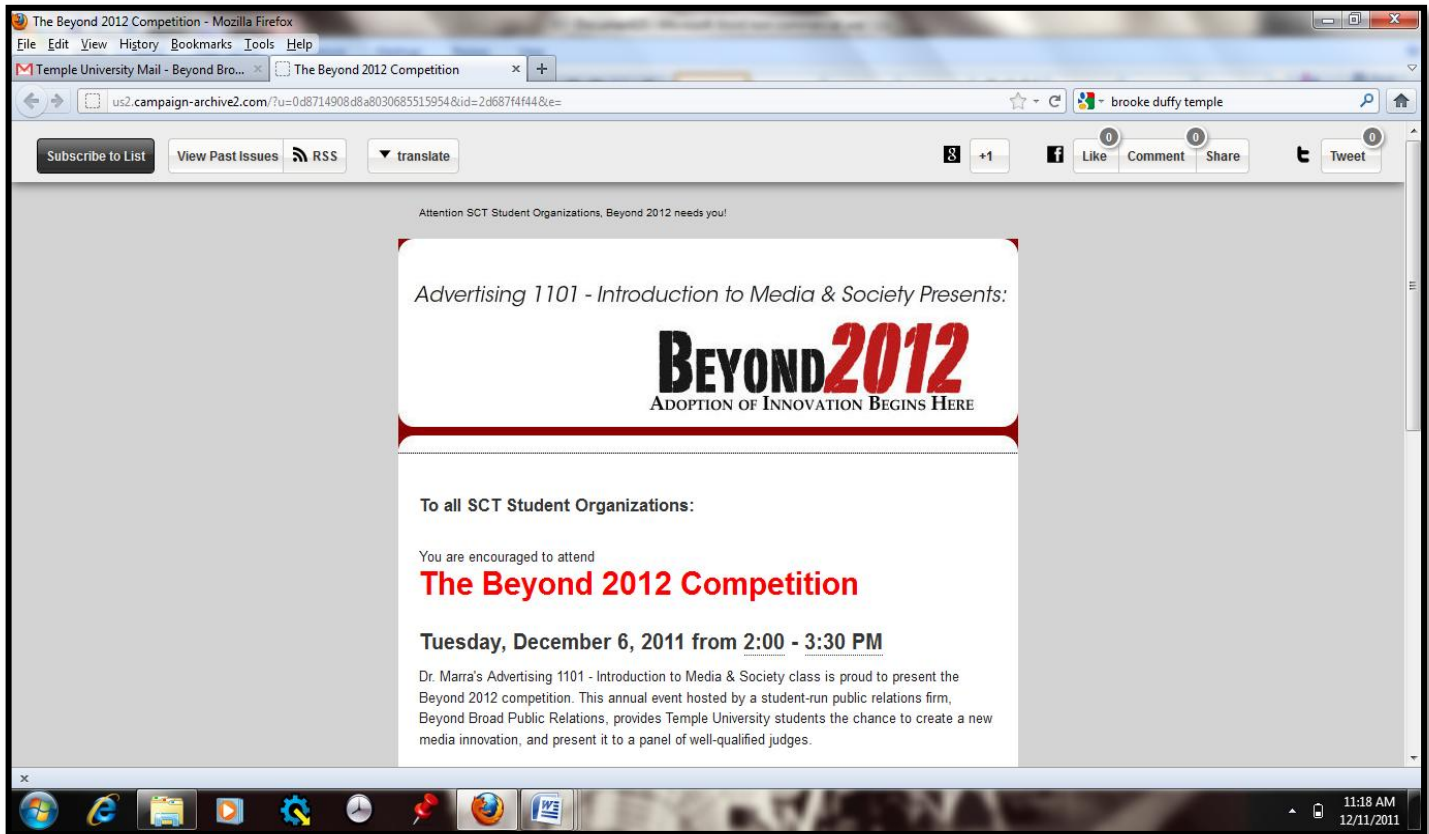 The Beyond 2012 Competition - Mozilla Firefox
File Edit View History Bookmarks Tools Help
Temple University Mail - Beyond Bro... × The Beyond 2012 Competition × +
us2.campaign-archive2.com/?u=0d8714908d8a8030685515954&id=2d687f4f44&e= brooke duffy temple
0 0 0
Subscribe to List View Past Issues RSS translate 8 +1 f Like Comment Share t Tweet
Attention SCT Student Organizations, Beyond 2012 needs you!
Advertising 1101 - Introduction to Media & Society Presents:
BEYOND2012
ADOPTION OF INNOVATION BEGINS HERE
To all SCT Student Organizations:
You are encouraged to attend
The Beyond 2012 Competition
Tuesday, December 6, 2011 from 2:00 - 3:30 PM
Dr. Marra's Advertising 1101 - Introduction to Media & Society class is proud to present the
Beyond 2012 competition. This annual event hosted by a student-run public relations firm,
Beyond Broad Public Relations, provides Temple University students the chance to create a new
media innovation, and present it to a panel of well-qualified judges.
×
11:18 AM
12/11/2011